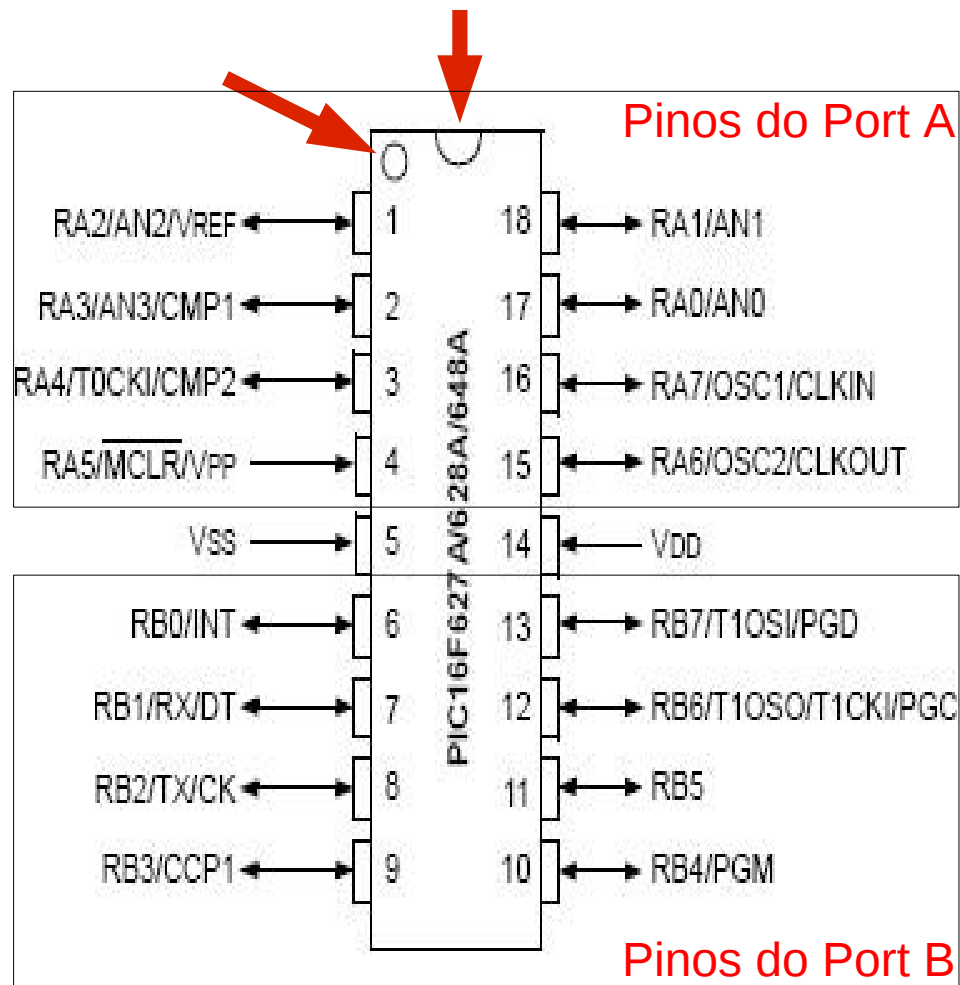 Pinos do Port A
RA2/AN2/VREF 1 18 RA1/AN1
RA3/AN3/CMP1 2 17 RA0/AN0
RA4/T0CKI/CMP2 3 16 RA7/OSC1/CLKIN
RA5/MCLR/VPP 4 15 RA6/OSC2/CLKOUT
VSS 5 14 VDD
RB0/INT 6 13 RB7/T1OSI/PGD
RB1/RX/DT 7 12 RB6/T1OSO/T1CKI/PGC
RB2/TX/CK 8 11 RB5
RB3/CCP1 9 10 RB4/PGM
PIC16F627A/628A/648A
Pinos do Port B